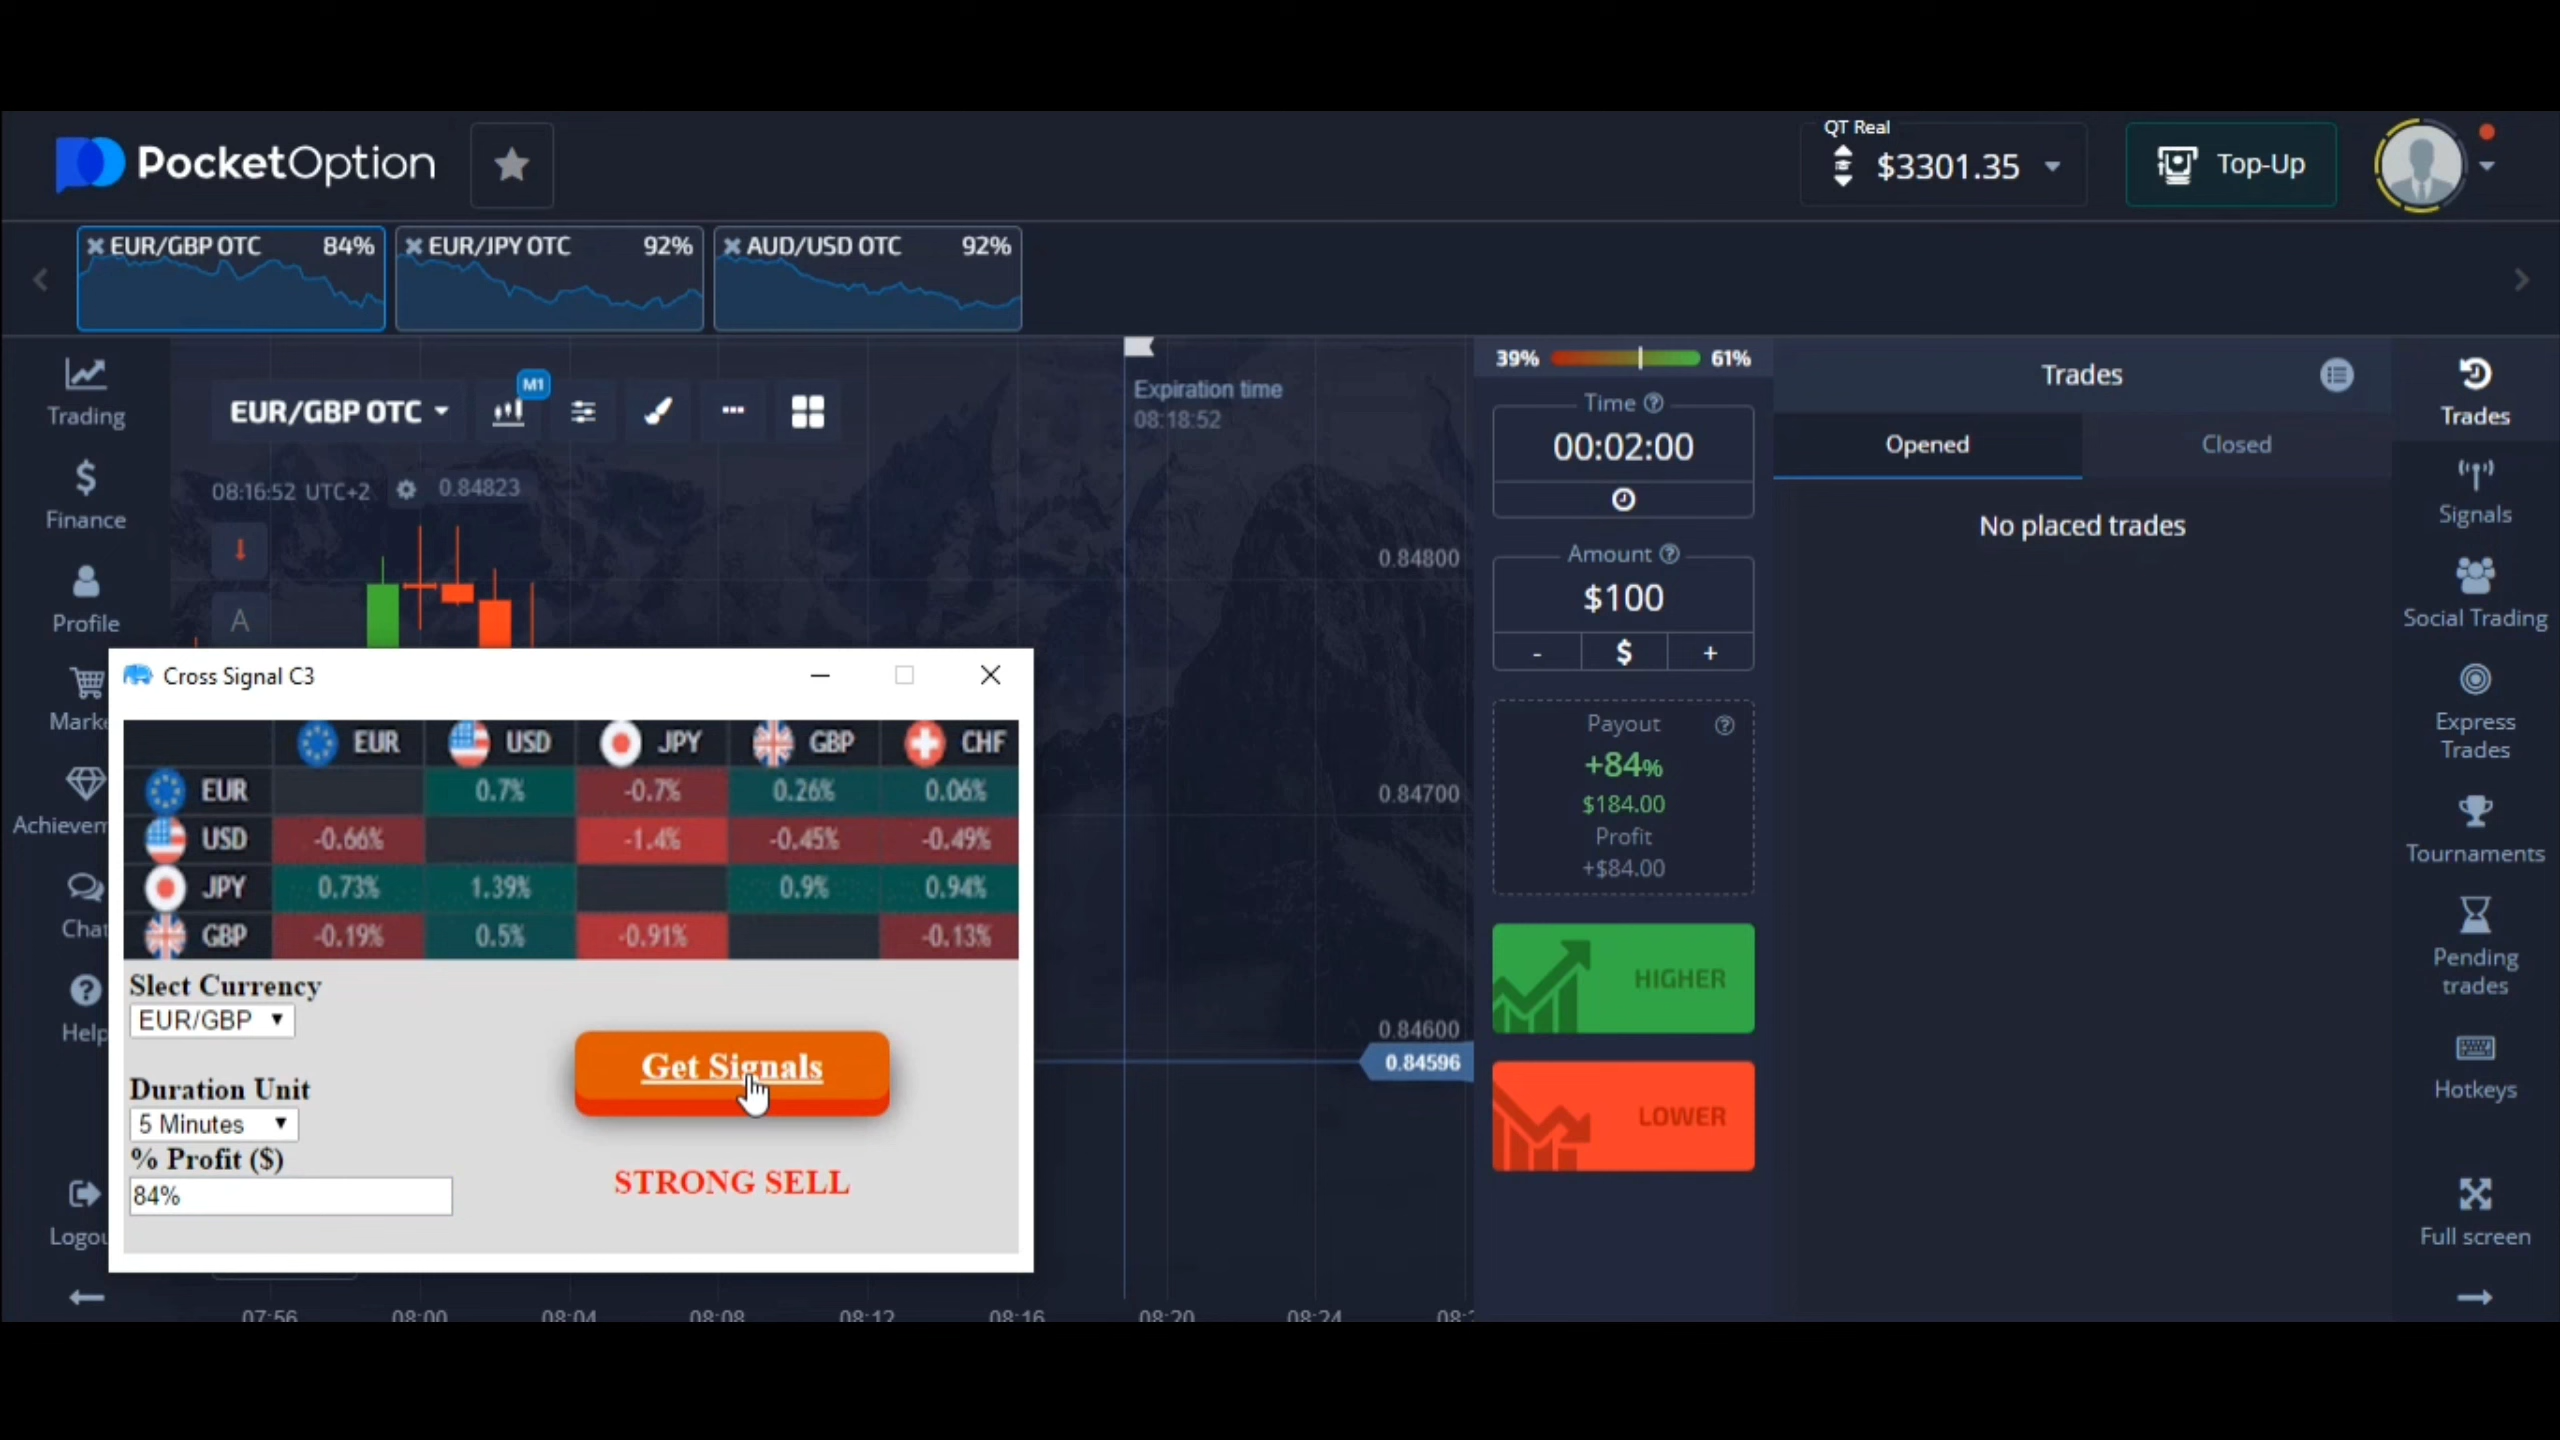 PocketOption
QT Real
$3301.35
Top-Up
EUR/GBP OTC 84%
EUR/JPY OTC 92%
AUD/USD OTC 92%
Trading
Finance
Profile
Marke
Achievem
Chat
Help
Logou
EUR/GBP OTC
M1
08:16:52 UTC+2
0.84823
A
Expiration time
08:18:52
0.84800
0.84700
0.84600
0.84596
07:56 08:00 08:04 08:08 08:12 08:16 08:20 08:24
39% 61%
Time
00:02:00
Amount
$100
- $ +
Payout
+84%
$184.00
Profit
+$84.00
HIGHER
LOWER
Trades
Opened Closed
No placed trades
Trades
Signals
Social Trading
Express
Trades
Tournaments
Pending
trades
Hotkeys
Full screen
Cross Signal C3
EUR USD JPY GBP CHF
EUR 0.7% -0.7% 0.26% 0.06%
USD -0.66% -1.4% -0.45% -0.49%
JPY 0.73% 1.39% 0.9% 0.94%
GBP -0.19% 0.5% -0.91% -0.13%
Slect Currency
EUR/GBP
Duration Unit
5 Minutes
% Profit ($)
84%
Get Signals
STRONG SELL